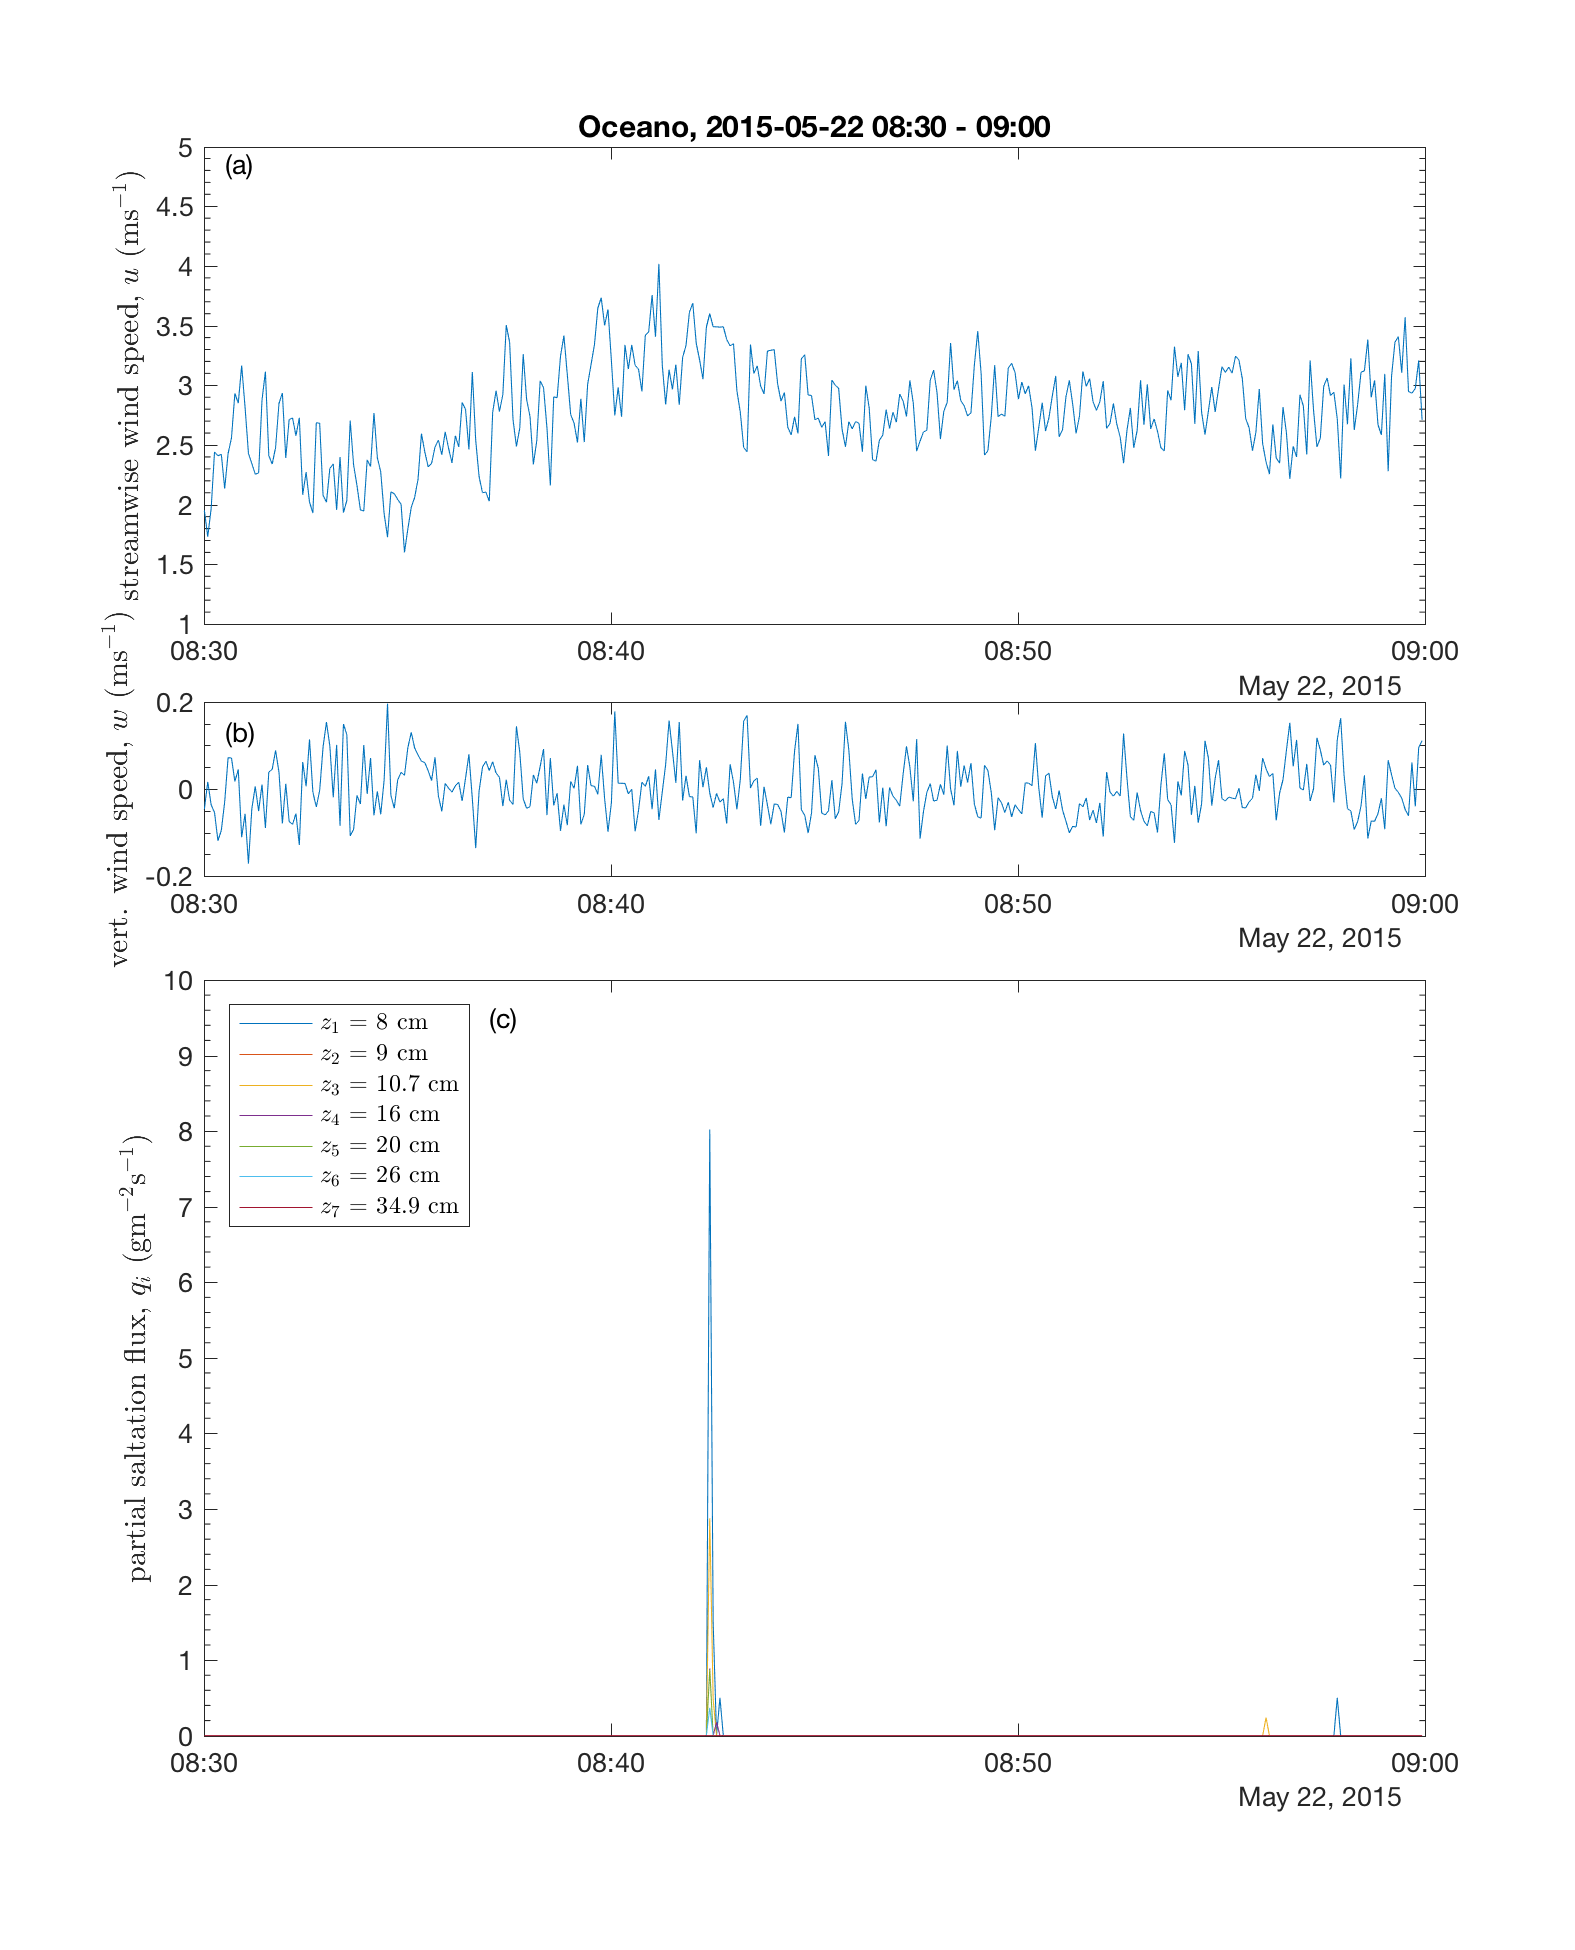 Oceano, 2015-05-22 08:30 - 09:00
(a)
streamwise wind speed, u (ms⁻¹)
5
4.5
4
3.5
3
2.5
2
1.5
1
08:30 08:40 08:50 09:00
May 22, 2015
(b)
vert. wind speed, w (ms⁻¹)
0.2
0
-0.2
08:30 08:40 08:50 09:00
May 22, 2015
(c)
partial saltation flux, qᵢ (gm⁻²s⁻¹)
10
9
8
7
6
5
4
3
2
1
0
z₁ = 8 cm
z₂ = 9 cm
z₃ = 10.7 cm
z₄ = 16 cm
z₅ = 20 cm
z₆ = 26 cm
z₇ = 34.9 cm
08:30 08:40 08:50 09:00
May 22, 2015